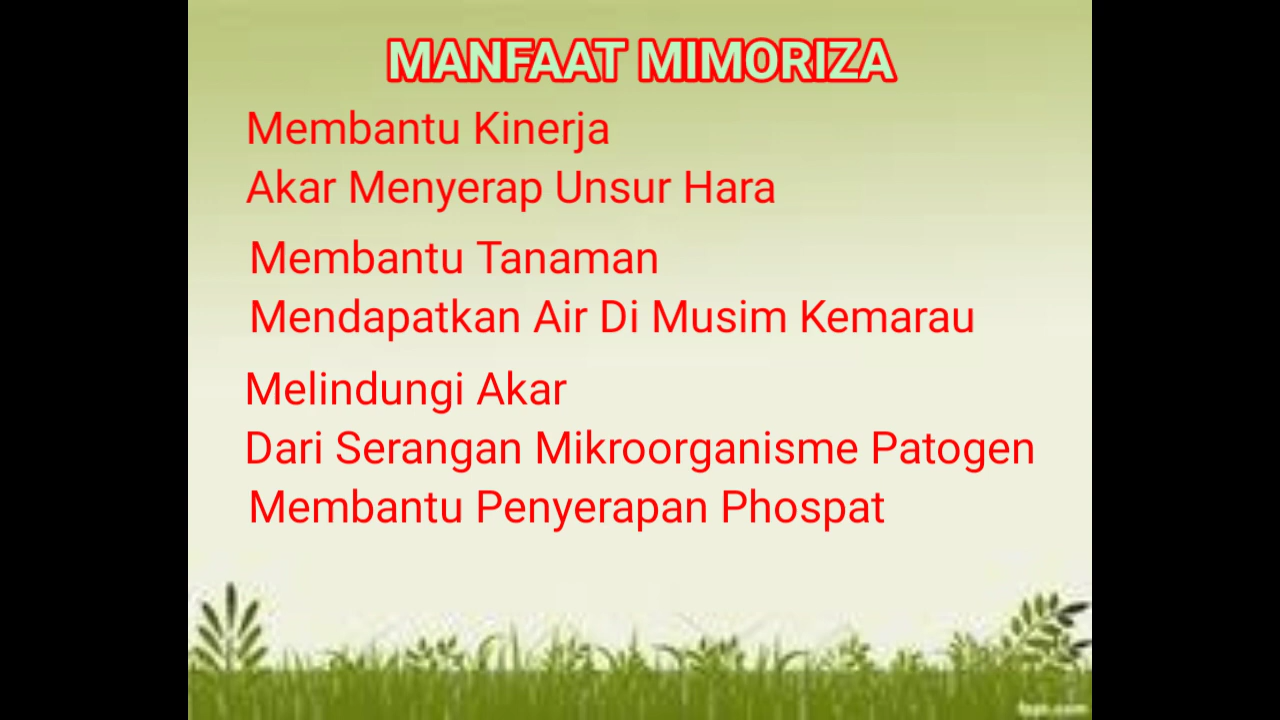 MANFAAT MIMORIZA
Membantu Kinerja
Akar Menyerap Unsur Hara
Membantu Tanaman
Mendapatkan Air Di Musim Kemarau
Melindungi Akar
Dari Serangan Mikroorganisme Patogen
Membantu Penyerapan Phospat